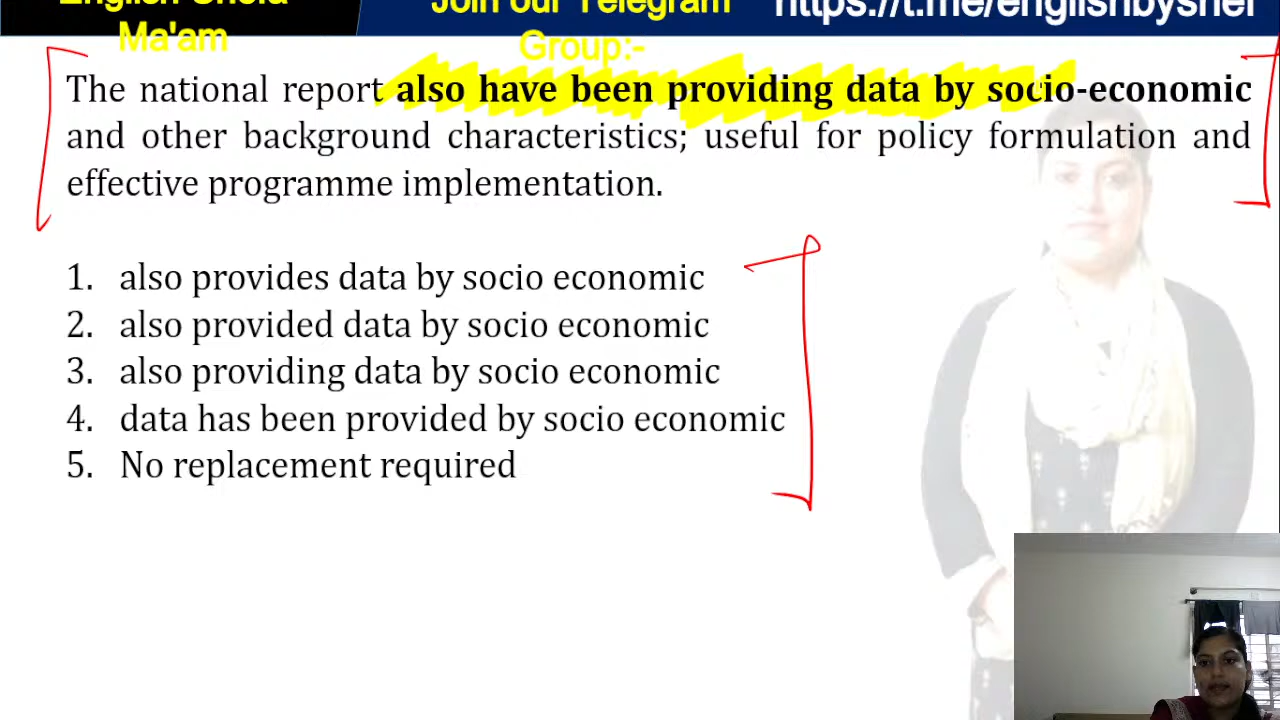 Join our Telegram https://t.me/englishbyshel
Ma'am Group:-
The national report also have been providing data by socio-economic
and other background characteristics; useful for policy formulation and
effective programme implementation.
1. also provides data by socio economic
2. also provided data by socio economic
3. also providing data by socio economic
4. data has been provided by socio economic
5. No replacement required